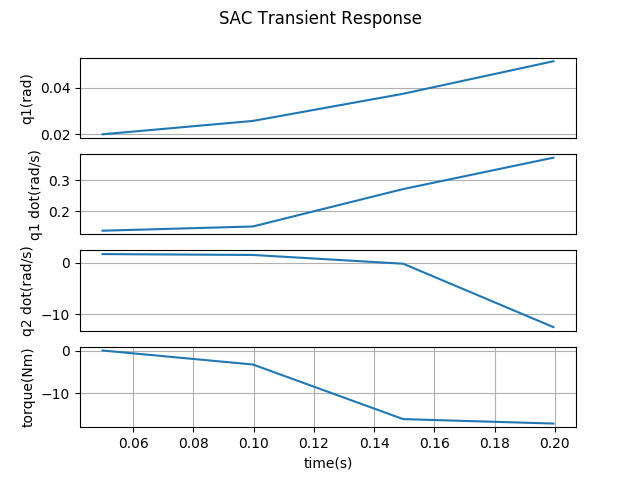 SAC Transient Response
q1(rad)
0.04
0.02
q1 dot(rad/s)
0.3
0.2
q2 dot(rad/s)
0
−10
torque(Nm)
0
−10
0.06 0.08 0.10 0.12 0.14 0.16 0.18 0.20
time(s)